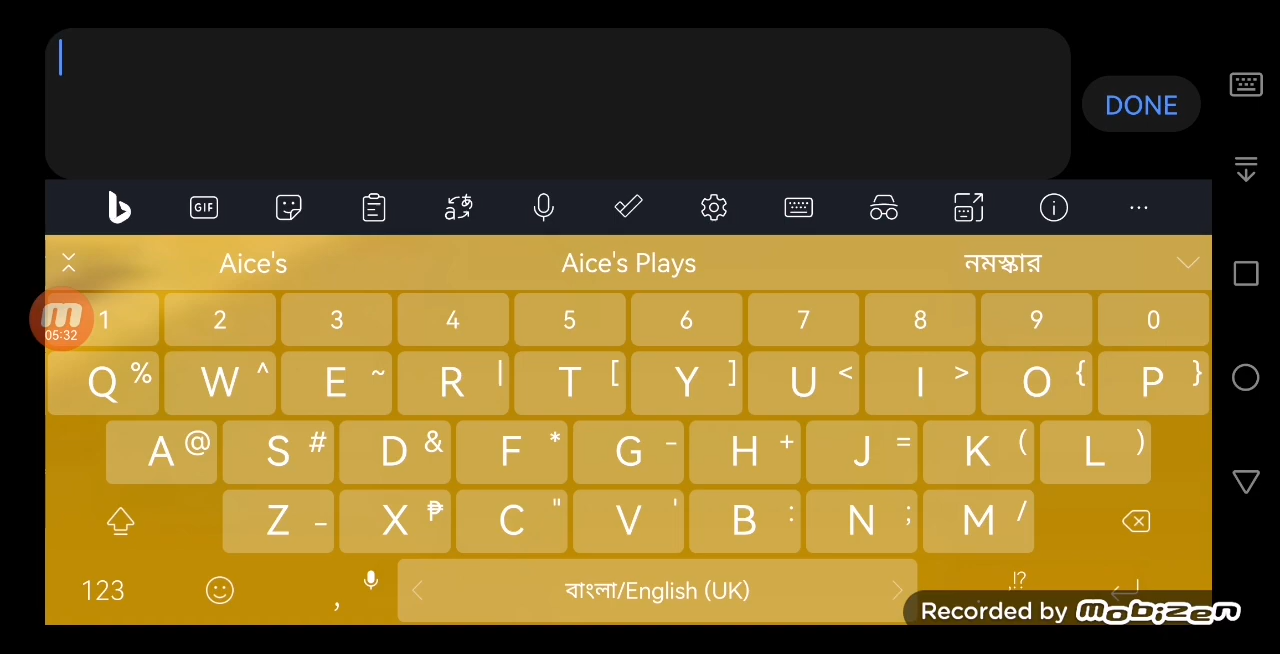 DONE
GIF
Aice's Aice's Plays নমস্কার
1 2 3 4 5 6 7 8 9 0
05:32
Q % W ^ E ~ R | T [ Y ] U < I > O { P }
A @ S # D & F * G - H + J = K ( L )
Z _ X ₱ C " V ' B : N ; M /
123 , বাংলা/English (UK) ,!?
Recorded by Mobizen